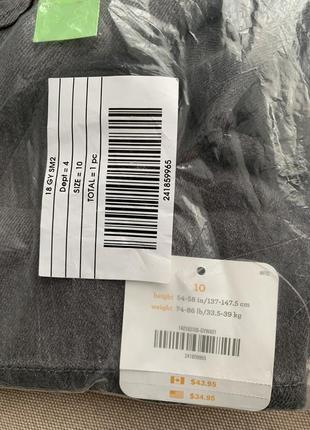 18 GY SM2
Dept = 4
SIZE = 10
TOTAL = 1 pc
241859965
10
height 54-58 in/137-147.5 cm
weight 74-86 lb/33.5-39 kg
241859965
$43.95
$34.95